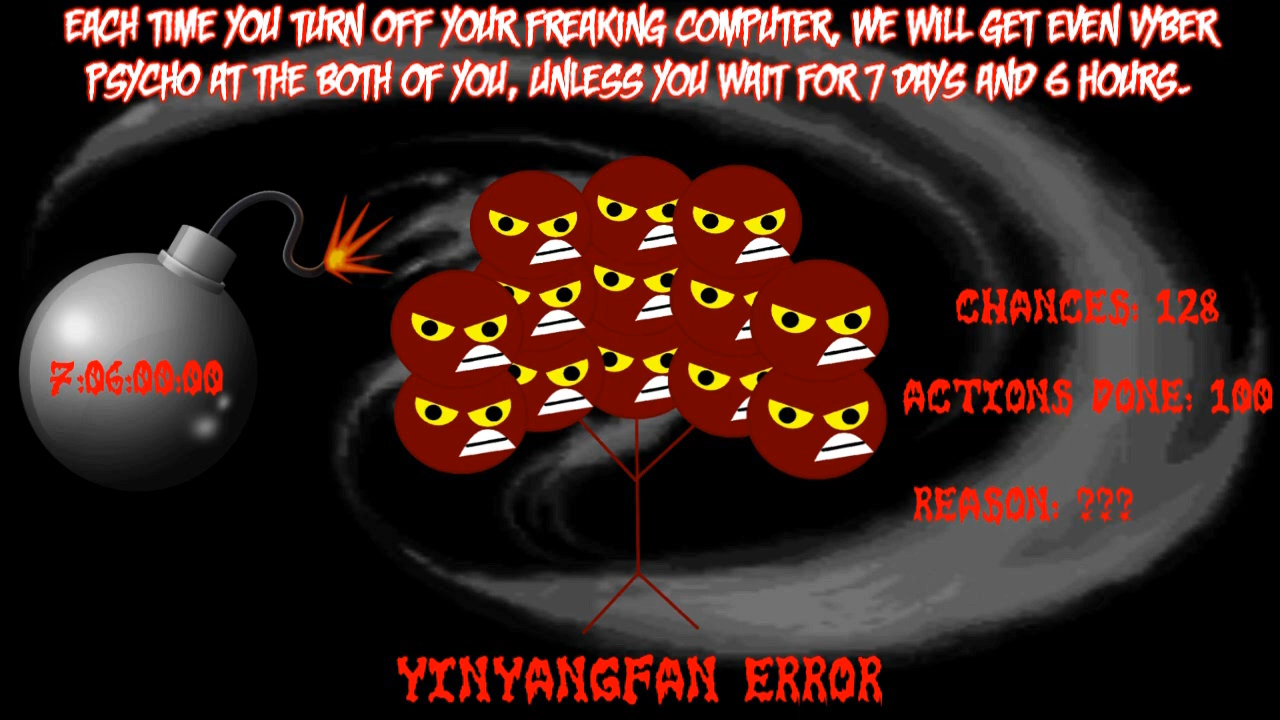 EACH TIME YOU TURN OFF YOUR FREAKING COMPUTER, WE WILL GET EVEN VYBER
PSYCHO AT THE BOTH OF YOU, UNLESS YOU WAIT FOR 7 DAYS AND 6 HOURS.
7:06:00:00
CHANCES: 128
ACTIONS DONE: 100
REASON: ???
YINYANGFAN ERROR